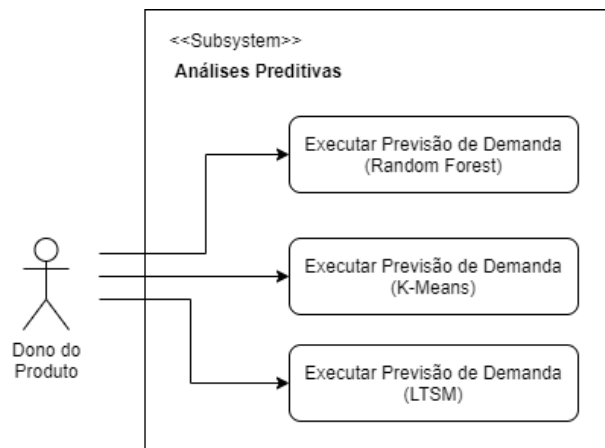 <<Subsystem>>
Análises Preditivas
Executar Previsão de Demanda
(Random Forest)
Executar Previsão de Demanda
(K-Means)
Dono do
Produto
Executar Previsão de Demanda
(LTSM)